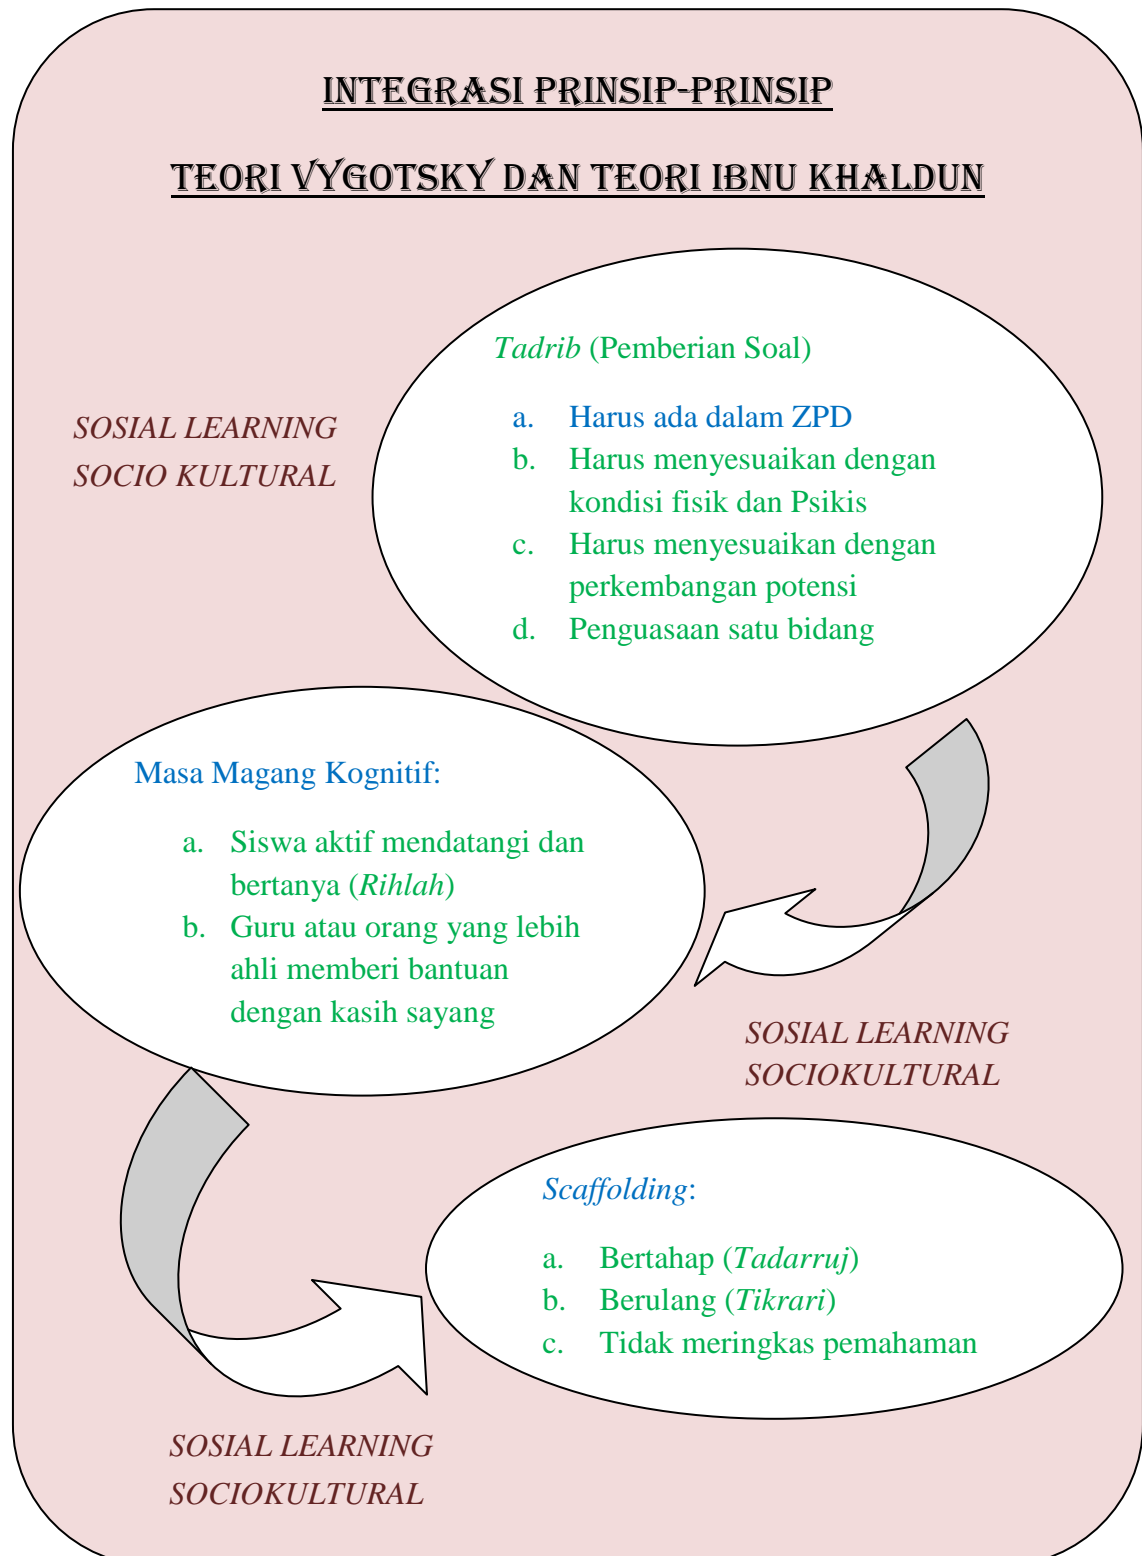 INTEGRASI PRINSIP-PRINSIP
TEORI VYGOTSKY DAN TEORI IBNU KHALDUN
Tadrib (Pemberian Soal)
a. Harus ada dalam ZPD
b. Harus menyesuaikan dengan
kondisi fisik dan Psikis
c. Harus menyesuaikan dengan
perkembangan potensi
d. Penguasaan satu bidang
SOSIAL LEARNING
SOCIO KULTURAL
Masa Magang Kognitif:
a. Siswa aktif mendatangi dan
bertanya (Rihlah)
b. Guru atau orang yang lebih
ahli memberi bantuan
dengan kasih sayang
SOSIAL LEARNING
SOCIOKULTURAL
Scaffolding:
a. Bertahap (Tadarruj)
b. Berulang (Tikrari)
c. Tidak meringkas pemahaman
SOSIAL LEARNING
SOCIOKULTURAL